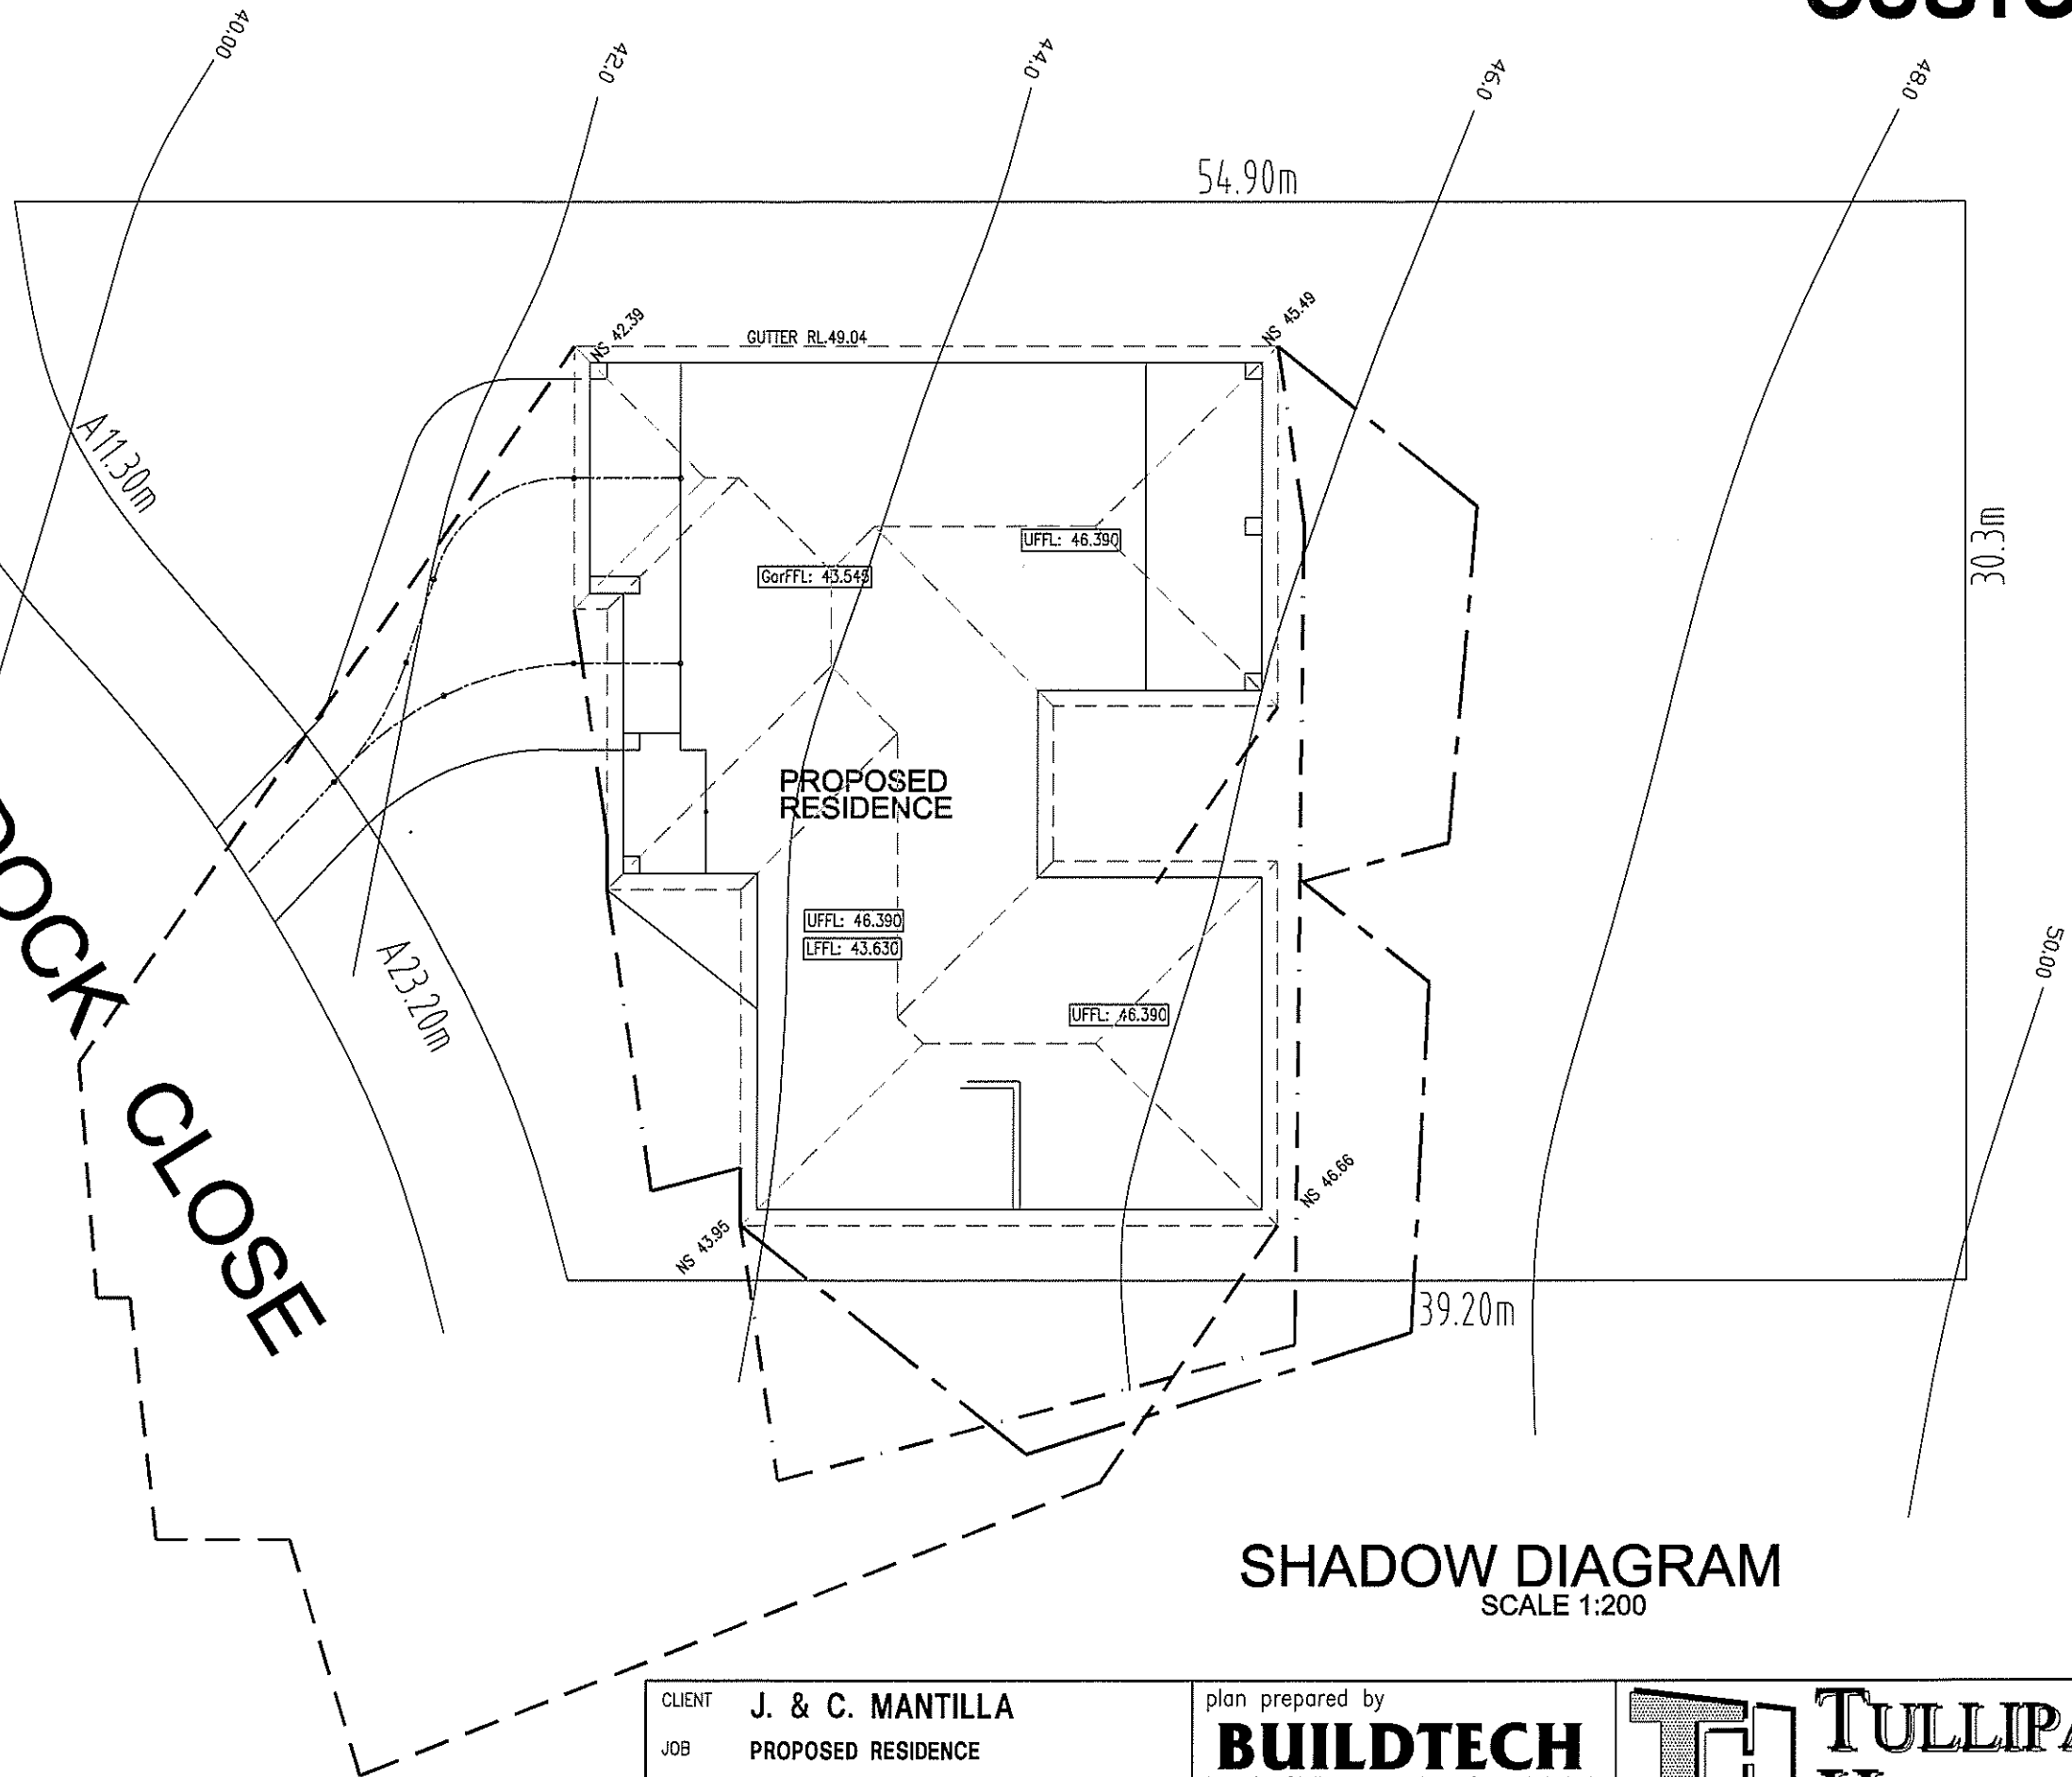 40.00
42.0
44.0
46.0
48.0
54.90m
NS 42.39
GUTTER RL.49.04
NS 45.49
A11.30m
30.3m
UFFL: 46.390
GarFFL: 43.545
PROPOSED
RESIDENCE
UFFL: 46.390
LFFL: 43.630
A23.20m
50.00
UFFL: 46.390
CLOSE
NS 46.66
NS 43.95
39.20m
SHADOW DIAGRAM
SCALE 1:200
CLIENT J. & C. MANTILLA
JOB PROPOSED RESIDENCE
plan prepared by
BUILDTECH